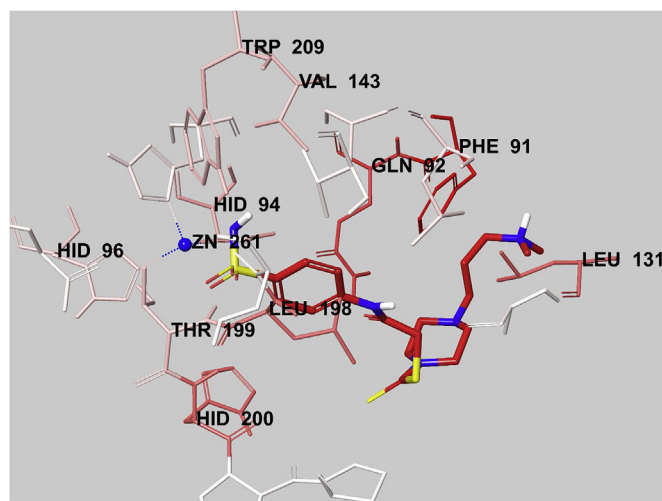 TRP 209
VAL 143
PHE 91
GLN 92
HID 94
HID 96
ZN 261
LEU 131
LEU 198
THR 199
HID 200